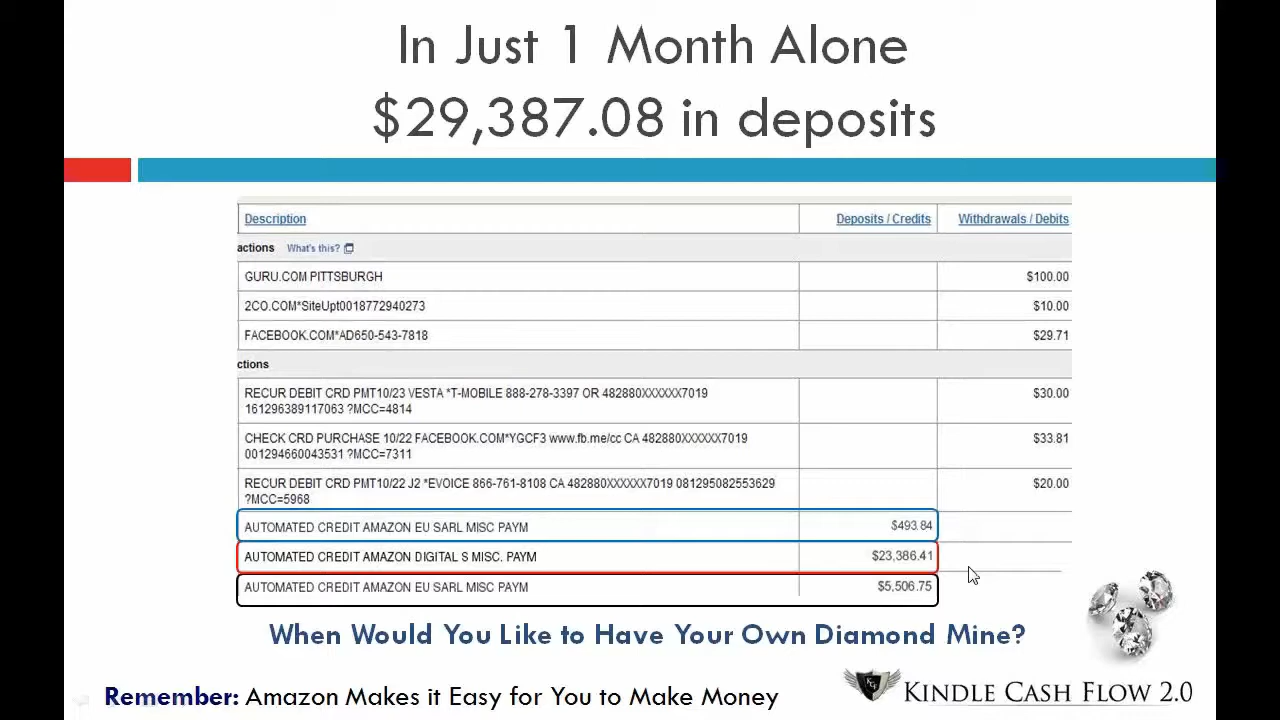 In Just 1 Month Alone
$29,387.08 in deposits
Description Deposits / Credits Withdrawals / Debits
actions What's this?
GURU.COM PITTSBURGH $100.00
2CO.COM*SiteUpt0018772940273 $10.00
FACEBOOK.COM*AD650-543-7818 $29.71
ctions
RECUR DEBIT CRD PMT10/23 VESTA *T-MOBILE 888-278-3397 OR 482880XXXXXX7019 $30.00
161296389117063 ?MCC=4814
CHECK CRD PURCHASE 10/22 FACEBOOK.COM*YGCF3 www.fb.me/cc CA 482880XXXXXX7019 $33.81
001294660043531 ?MCC=7311
RECUR DEBIT CRD PMT10/22 J2 *EVOICE 866-761-8108 CA 482880XXXXXX7019 081295082553629 $20.00
?MCC=5968
AUTOMATED CREDIT AMAZON EU SARL MISC PAYM $493.84
AUTOMATED CREDIT AMAZON DIGITAL S MISC. PAYM $23,386.41
AUTOMATED CREDIT AMAZON EU SARL MISC PAYM $5,506.75
When Would You Like to Have Your Own Diamond Mine?
Remember: Amazon Makes it Easy for You to Make Money
KINDLE CASH FLOW 2.0